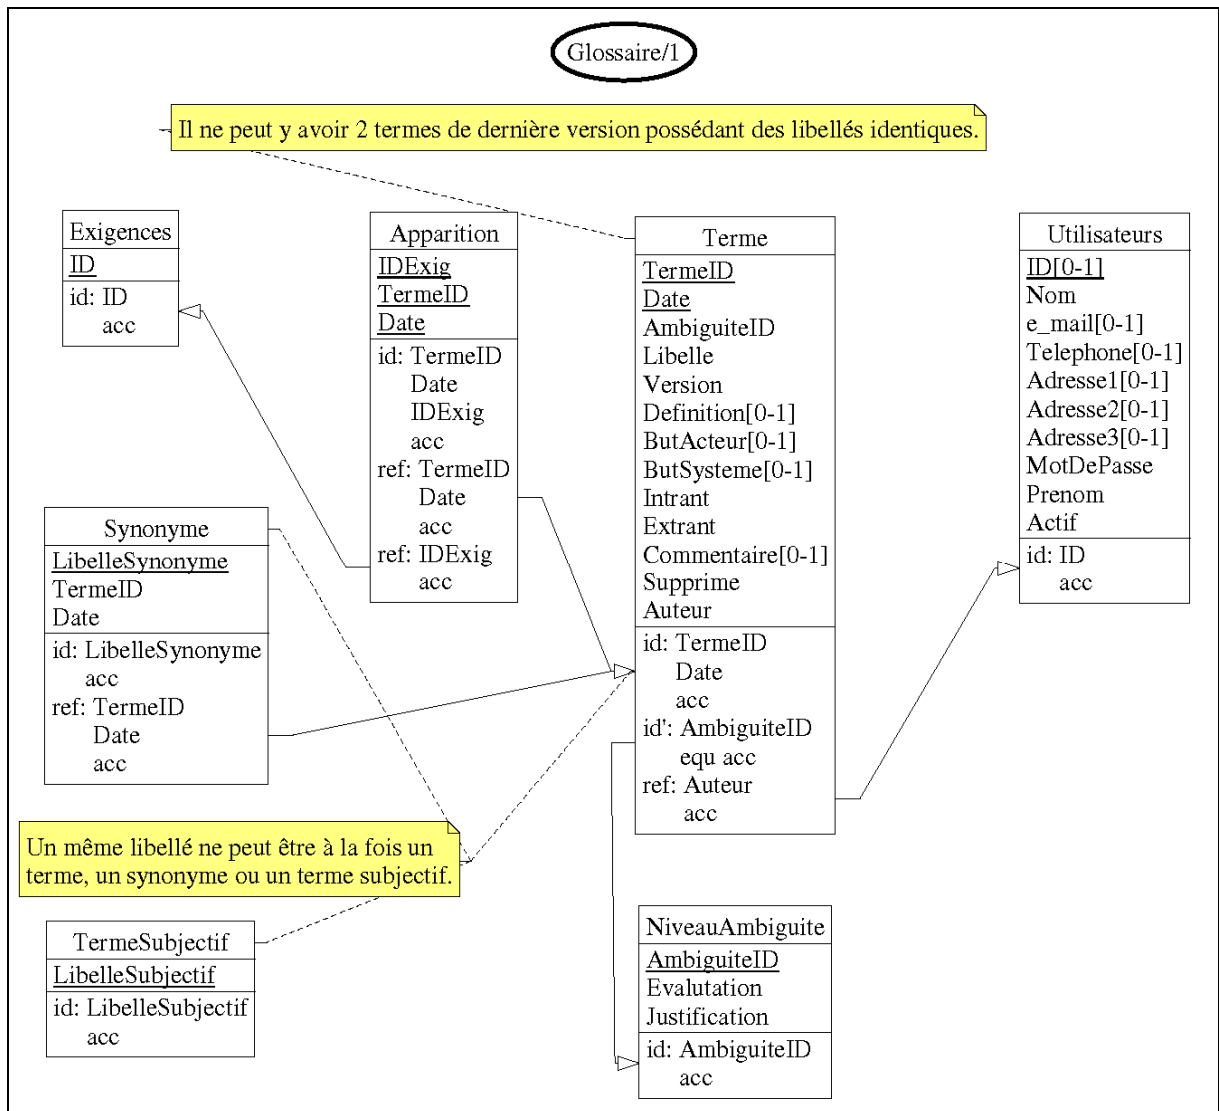 Glossaire/1
Il ne peut y avoir 2 termes de dernière version possédant des libellés identiques.
Exigences
ID
id: ID
acc
Apparition
IDExig
TermeID
Date
id: TermeID
Date
IDExig
acc
ref: TermeID
Date
acc
ref: IDExig
acc
Terme
TermeID
Date
AmbiguiteID
Libelle
Version
Definition[0-1]
ButActeur[0-1]
ButSysteme[0-1]
Intrant
Extrant
Commentaire[0-1]
Supprime
Auteur
id: TermeID
Date
acc
id': AmbiguiteID
equ acc
ref: Auteur
acc
Utilisateurs
ID[0-1]
Nom
e_mail[0-1]
Telephone[0-1]
Adresse1[0-1]
Adresse2[0-1]
Adresse3[0-1]
MotDePasse
Prenom
Actif
id: ID
acc
Synonyme
LibelleSynonyme
TermeID
Date
id: LibelleSynonyme
acc
ref: TermeID
Date
acc
Un même libellé ne peut être à la fois un
terme, un synonyme ou un terme subjectif.
TermeSubjectif
LibelleSubjectif
id: LibelleSubjectif
acc
NiveauAmbiguite
AmbiguiteID
Evalutation
Justification
id: AmbiguiteID
acc